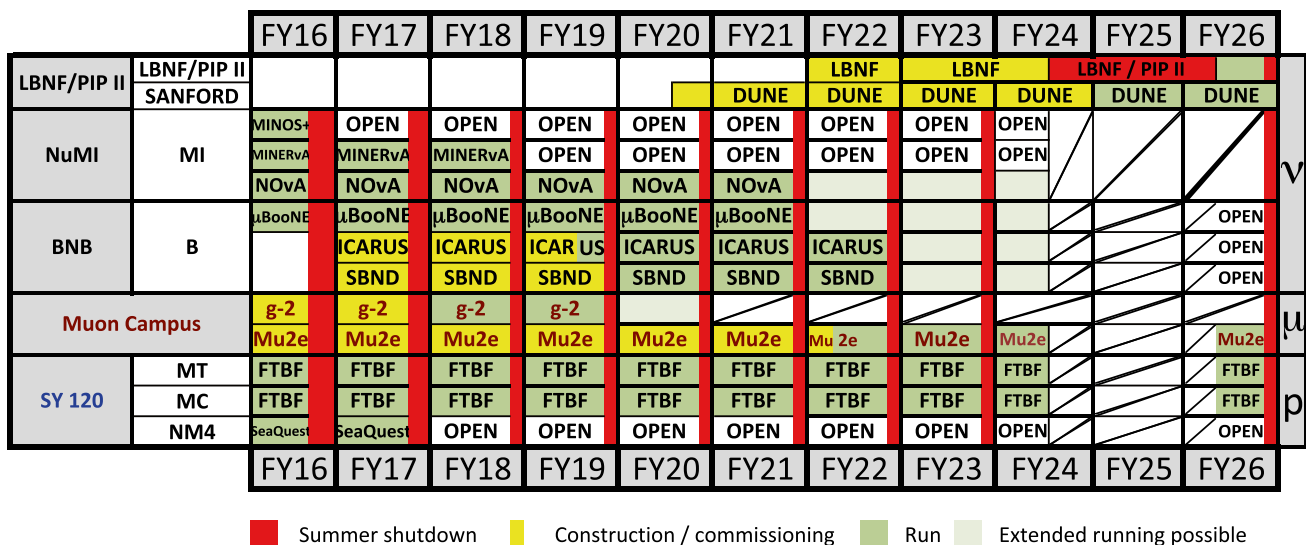 FY16 FY17 FY18 FY19 FY20 FY21 FY22 FY23 FY24 FY25 FY26
LBNF/PIP II
LBNF/PIP II LBNF LBNF LBNF / PIP II
SANFORD DUNE DUNE DUNE DUNE DUNE DUNE
NuMI
MI
MINOS+ OPEN OPEN OPEN OPEN OPEN OPEN OPEN OPEN
MINERvA MINERvA MINERvA OPEN OPEN OPEN OPEN OPEN OPEN
NOvA NOvA NOvA NOvA NOvA NOvA
ν
BNB
B
μBooNE μBooNE μBooNE μBooNE μBooNE μBooNE OPEN
ICARUS ICARUS ICAR US ICARUS ICARUS ICARUS OPEN
SBND SBND SBND SBND SBND SBND OPEN
Muon Campus
g-2 g-2 g-2 g-2
Mu2e Mu2e Mu2e Mu2e Mu2e Mu2e Mu 2e Mu2e Mu2e Mu2e
μ
SY 120
MT FTBF FTBF FTBF FTBF FTBF FTBF FTBF FTBF FTBF FTBF
MC FTBF FTBF FTBF FTBF FTBF FTBF FTBF FTBF FTBF FTBF
NM4 SeaQuest SeaQuest OPEN OPEN OPEN OPEN OPEN OPEN OPEN OPEN
p
FY16 FY17 FY18 FY19 FY20 FY21 FY22 FY23 FY24 FY25 FY26
Summer shutdown Construction / commissioning Run Extended running possible